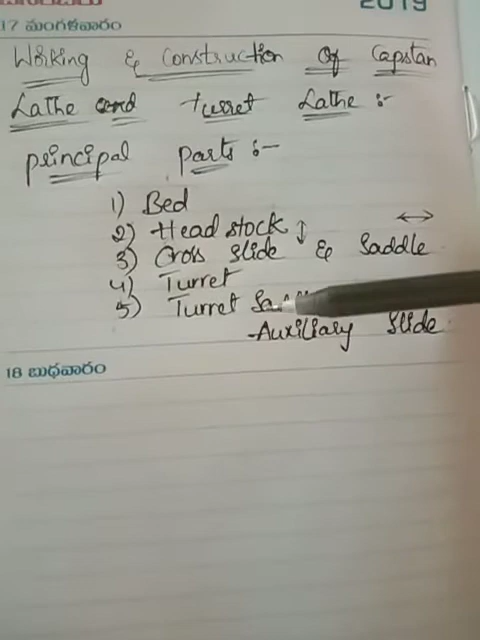 2019
17 మంగళవారం
Working & Construction Of Capstan
Lathe and turret Lathe :-
principal parts :-
1) Bed
2) Head stock
3) Cross slide & Saddle
4) Turret
5) Turret
-Auxiliary Slide
18 బుధవారం